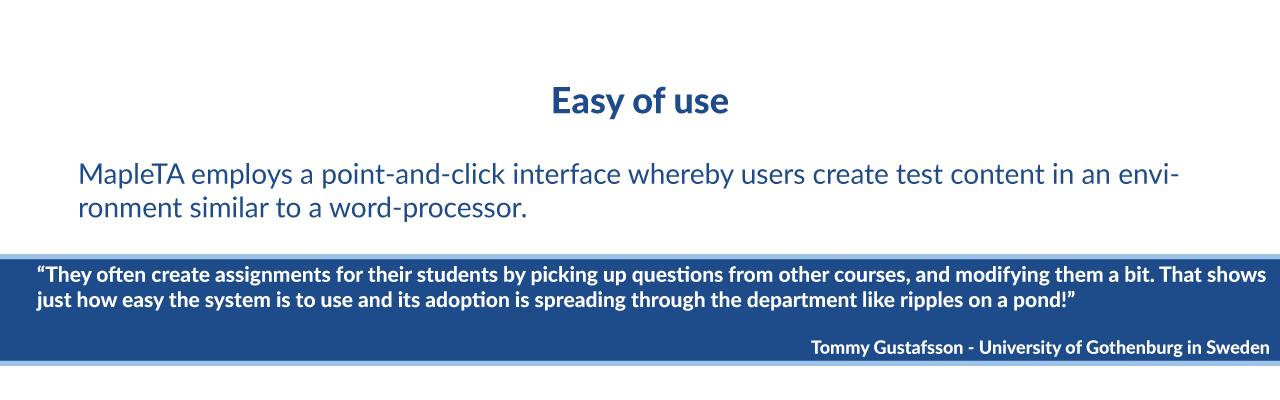 Easy of use
MapleTA employs a point-and-click interface whereby users create test content in an envi-
ronment similar to a word-processor.
“They often create assignments for their students by picking up questions from other courses, and modifying them a bit. That shows
just how easy the system is to use and its adoption is spreading through the department like ripples on a pond!”
Tommy Gustafsson - University of Gothenburg in Sweden